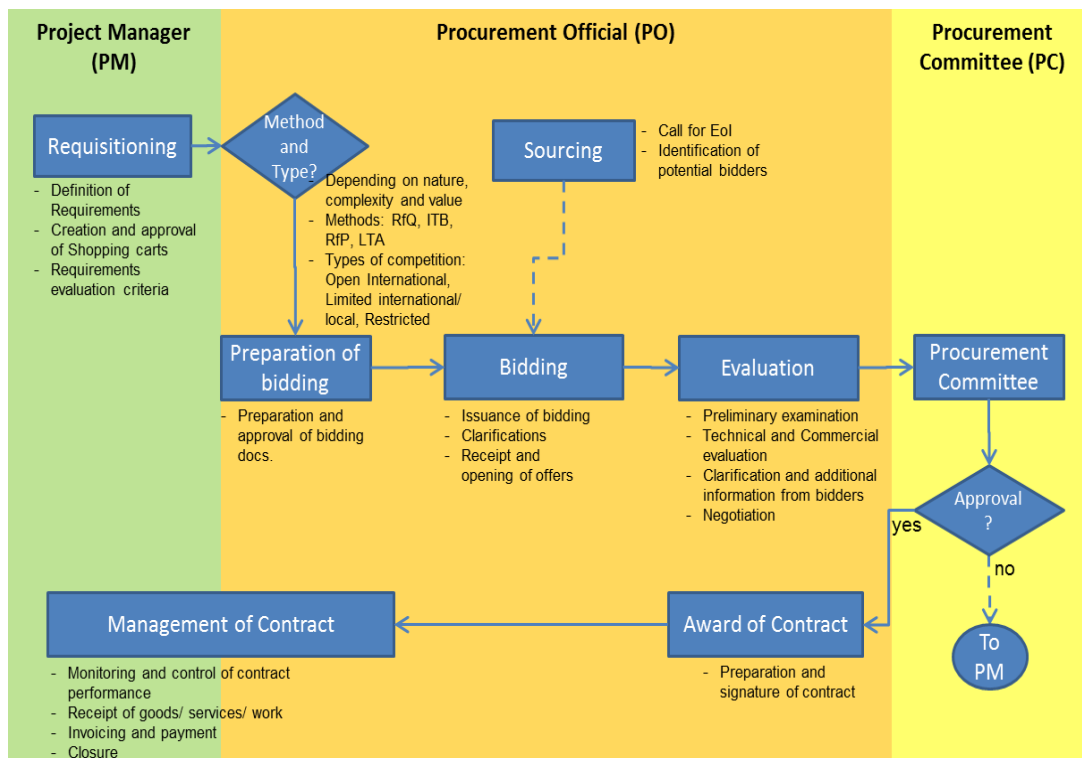 Project Manager
(PM)
Procurement Official (PO)
Procurement
Committee (PC)
Requisitioning
- Definition of
Requirements
- Creation and approval
of Shopping carts
- Requirements
evaluation criteria
Method
and
Type?
- Depending on nature,
complexity and value
- Methods: RfQ, ITB,
RfP, LTA
- Types of competition:
Open International,
Limited international/
local, Restricted
Sourcing
- Call for EoI
- Identification of
potential bidders
Preparation of
bidding
- Preparation and
approval of bidding
docs.
Bidding
- Issuance of bidding
- Clarifications
- Receipt and
opening of offers
Evaluation
- Preliminary examination
- Technical and Commercial
evaluation
- Clarification and additional
information from bidders
- Negotiation
Procurement
Committee
Approval
?
yes
no
To
PM
Award of Contract
- Preparation and
signature of contract
Management of Contract
- Monitoring and control of contract
performance
- Receipt of goods/ services/ work
- Invoicing and payment
- Closure